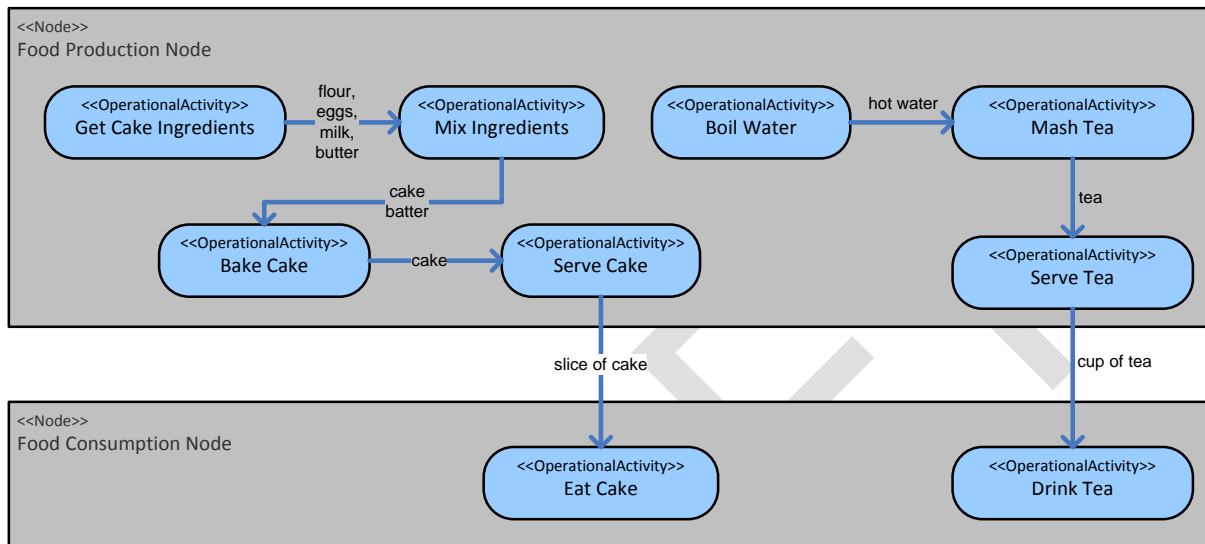 <<Node>>
Food Production Node
<<OperationalActivity>>
Get Cake Ingredients
flour,
eggs,
milk,
butter
<<OperationalActivity>>
Mix Ingredients
<<OperationalActivity>>
Boil Water
hot water
<<OperationalActivity>>
Mash Tea
cake
batter
tea
<<OperationalActivity>>
Bake Cake
cake
<<OperationalActivity>>
Serve Cake
<<OperationalActivity>>
Serve Tea
slice of cake
cup of tea
<<Node>>
Food Consumption Node
<<OperationalActivity>>
Eat Cake
<<OperationalActivity>>
Drink Tea